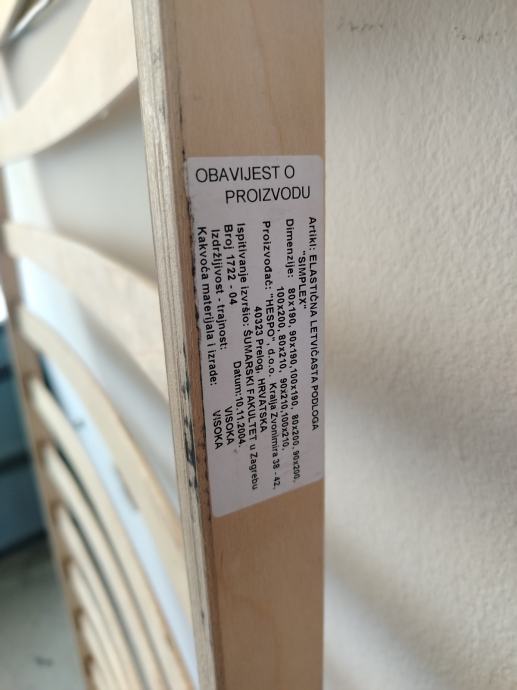 OBAVIJEST O
PROIZVODU
Artikl: ELASTIČNA LETVIČASTA PODLOGA
"SIMPLEX"
Dimenzije: 80x190, 90x190,100x190, 80x200, 90x200,
100x200, 80x210, 90x210,100x210,
Proizvođač: "HESPO", d.o.o. Kralja Zvonimira 38 - 42,
40323 Prelog, HRVATSKA
Ispitivanje izvršio: ŠUMARSKI FAKULTET u Zagrebu
Broj 1722 - 04 Datum:10.11.2004.
Izdržljivost - trajnost: VISOKA
Kakvoća materijala i izrade: VISOKA